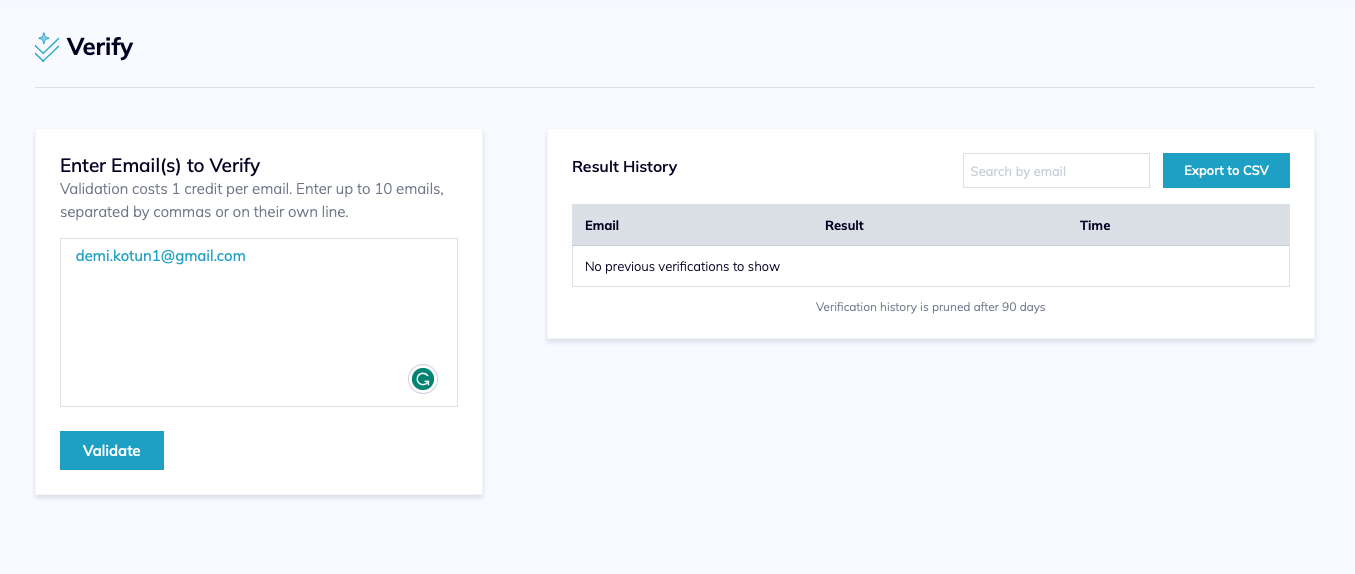 Verify
Enter Email(s) to Verify
Validation costs 1 credit per email. Enter up to 10 emails,
separated by commas or on their own line.
demi.kotun1@gmail.com
Validate
Result History
Search by email
Export to CSV
Email Result Time
No previous verifications to show
Verification history is pruned after 90 days